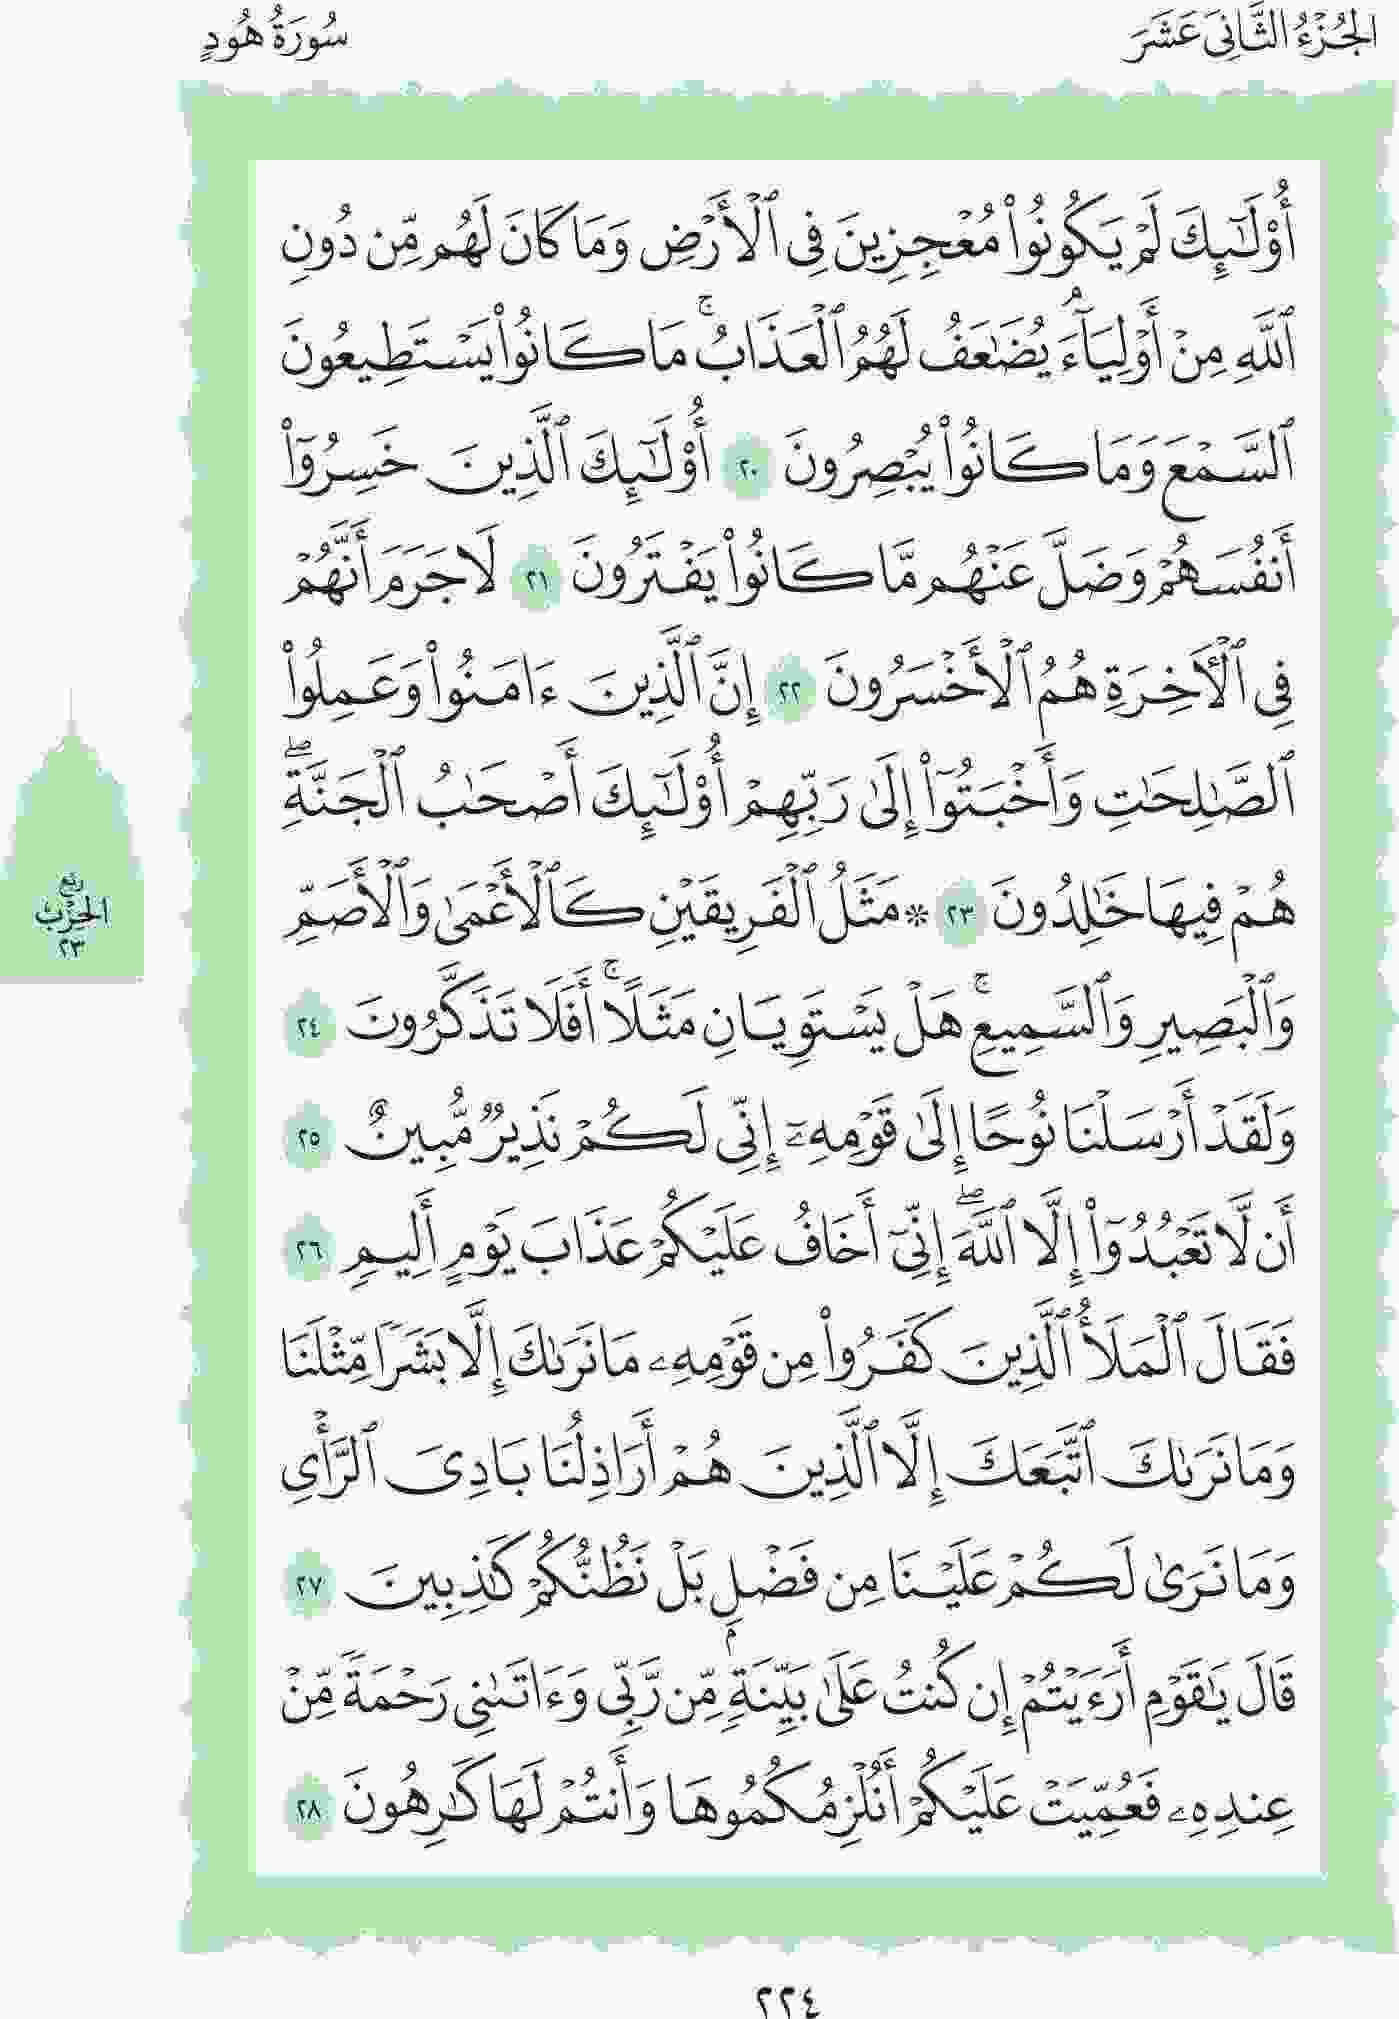 الجُزْءُ الثَّانِيَ عَشَرَ
سُورَةُ هُودٍ
أُوْلَٰٓئِكَ لَمْ يَكُونُوا۟ مُعْجِزِينَ فِى ٱلْأَرْضِ وَمَا كَانَ لَهُم مِّن دُونِ
ٱللَّهِ مِنْ أَوْلِيَآءَ ۘ يُضَٰعَفُ لَهُمُ ٱلْعَذَابُ ۚ مَا كَانُوا۟ يَسْتَطِيعُونَ
ٱلسَّمْعَ وَمَا كَانُوا۟ يُبْصِرُونَ ٢٠ أُوْلَٰٓئِكَ ٱلَّذِينَ خَسِرُوٓا۟
أَنفُسَهُمْ وَضَلَّ عَنْهُم مَّا كَانُوا۟ يَفْتَرُونَ ٢١ لَا جَرَمَ أَنَّهُمْ
فِى ٱلْءَاخِرَةِ هُمُ ٱلْأَخْسَرُونَ ٢٢ إِنَّ ٱلَّذِينَ ءَامَنُوا۟ وَعَمِلُوا۟
ٱلصَّٰلِحَٰتِ وَأَخْبَتُوٓا۟ إِلَىٰ رَبِّهِمْ أُوْلَٰٓئِكَ أَصْحَٰبُ ٱلْجَنَّةِ ۖ
هُمْ فِيهَا خَٰلِدُونَ ٢٣ * مَثَلُ ٱلْفَرِيقَيْنِ كَٱلْأَعْمَىٰ وَٱلْأَصَمِّ
وَٱلْبَصِيرِ وَٱلسَّمِيعِ ۚ هَلْ يَسْتَوِيَانِ مَثَلًا ۚ أَفَلَا تَذَكَّرُونَ ٢٤
وَلَقَدْ أَرْسَلْنَا نُوحًا إِلَىٰ قَوْمِهِۦٓ إِنِّى لَكُمْ نَذِيرٌ مُّبِينٌ ٢٥
أَن لَّا تَعْبُدُوٓا۟ إِلَّا ٱللَّهَ ۖ إِنِّىٓ أَخَافُ عَلَيْكُمْ عَذَابَ يَوْمٍ أَلِيمٍ ٢٦
فَقَالَ ٱلْمَلَأُ ٱلَّذِينَ كَفَرُوا۟ مِن قَوْمِهِۦ مَا نَرَىٰكَ إِلَّا بَشَرًا مِّثْلَنَا
وَمَا نَرَىٰكَ ٱتَّبَعَكَ إِلَّا ٱلَّذِينَ هُمْ أَرَاذِلُنَا بَادِىَ ٱلرَّأْىِ
وَمَا نَرَىٰ لَكُمْ عَلَيْنَا مِن فَضْلٍۭ بَلْ نَظُنُّكُمْ كَٰذِبِينَ ٢٧
قَالَ يَٰقَوْمِ أَرَءَيْتُمْ إِن كُنتُ عَلَىٰ بَيِّنَةٍ مِّن رَّبِّى وَءَاتَىٰنِى رَحْمَةً مِّنْ
عِندِهِۦ فَعُمِّيَتْ عَلَيْكُمْ أَنُلْزِمُكُمُوهَا وَأَنتُمْ لَهَا كَٰرِهُونَ ٢٨
رُبْعُ
الحِزْبِ
٢٣
٢٢٤